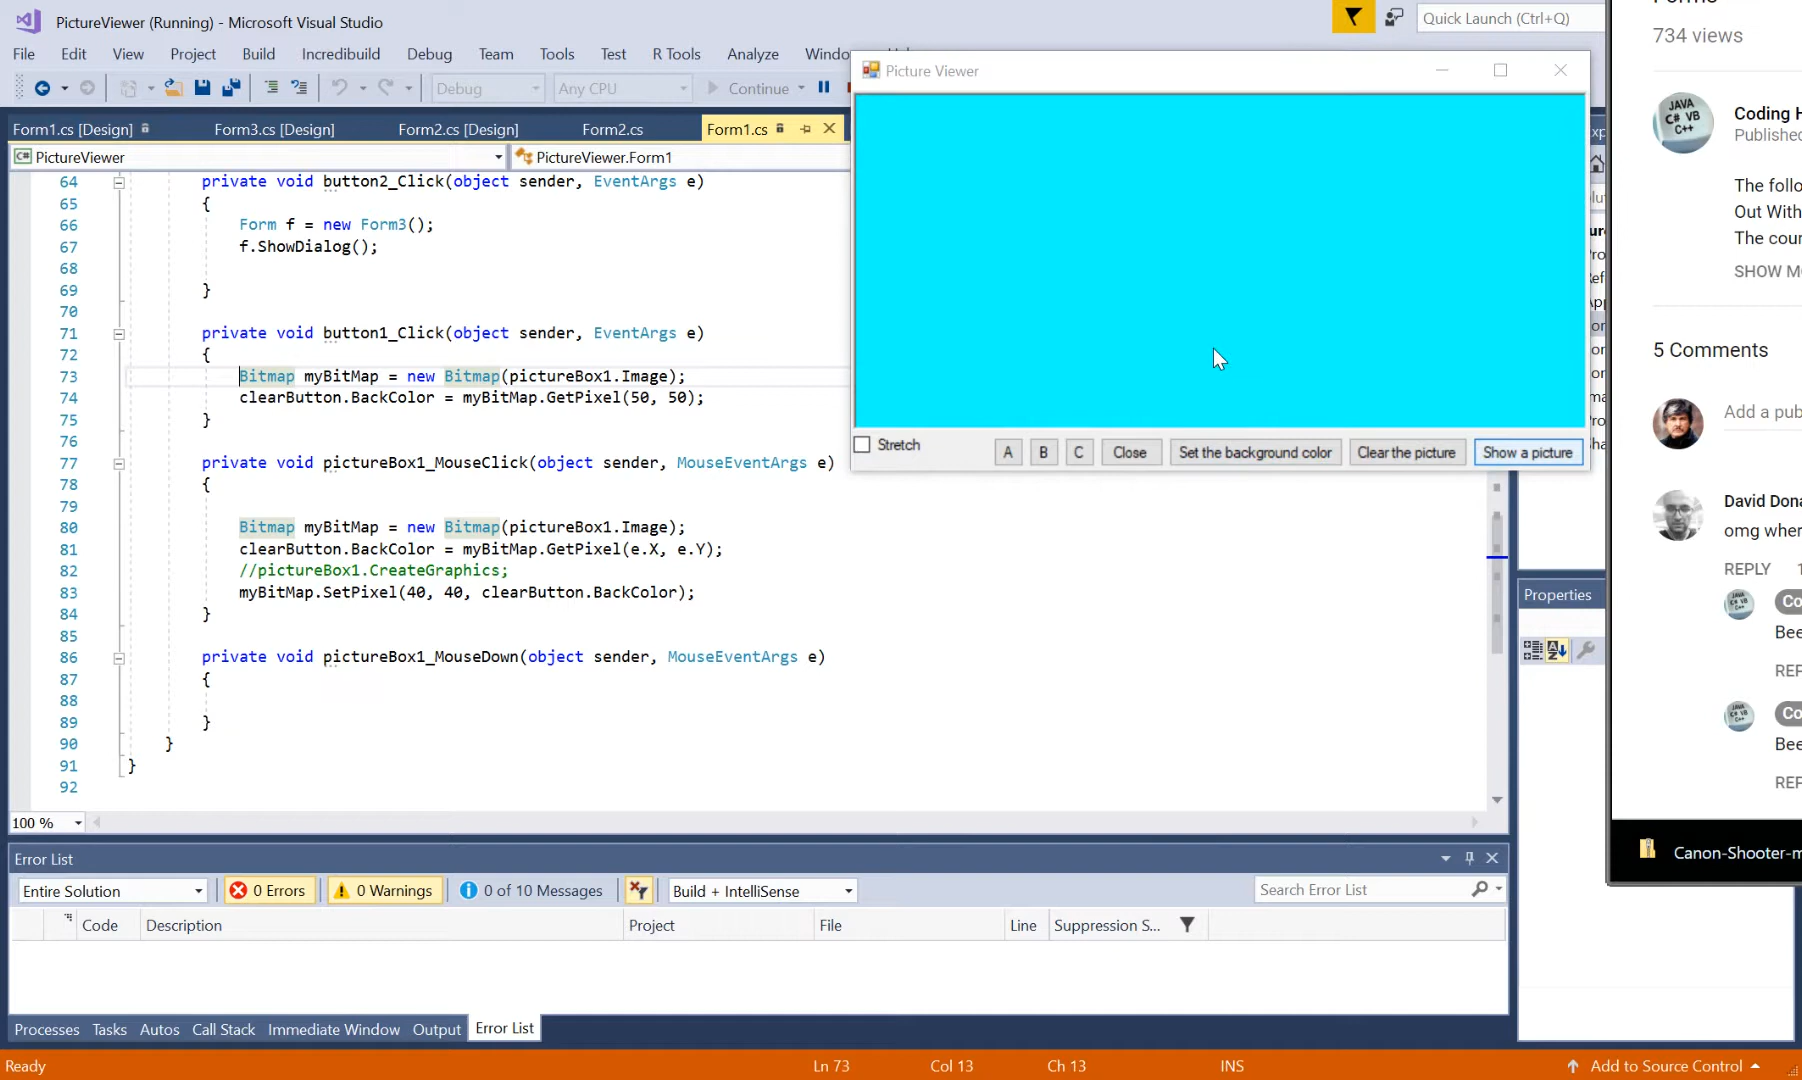 PictureViewer (Running) - Microsoft Visual Studio
Quick Launch (Ctrl+Q)
File Edit View Project Build Incredibuild Debug Team Tools Test R Tools Analyze
Debug Any CPU Continue
Form1.cs [Design] Form3.cs [Design] Form2.cs [Design] Form2.cs Form1.cs
C# PictureViewer PictureViewer.Form1
64 private void button2_Click(object sender, EventArgs e)
65 {
66 Form f = new Form3();
67 f.ShowDialog();
68
69 }
70
71 private void button1_Click(object sender, EventArgs e)
72 {
73 Bitmap myBitMap = new Bitmap(pictureBox1.Image);
74 clearButton.BackColor = myBitMap.GetPixel(50, 50);
75 }
76
77 private void pictureBox1_MouseClick(object sender, MouseEventArgs e)
78 {
79
80 Bitmap myBitMap = new Bitmap(pictureBox1.Image);
81 clearButton.BackColor = myBitMap.GetPixel(e.X, e.Y);
82 //pictureBox1.CreateGraphics;
83 myBitMap.SetPixel(40, 40, clearButton.BackColor);
84 }
85
86 private void pictureBox1_MouseDown(object sender, MouseEventArgs e)
87 {
88
89 }
90 }
91 }
92
100 %
Picture Viewer
Stretch A B C Close Set the background color Clear the picture Show a picture
Properties
Error List
Entire Solution 0 Errors 0 Warnings 0 of 10 Messages Build + IntelliSense Search Error List
Code Description Project File Line Suppression S...
Processes Tasks Autos Call Stack Immediate Window Output Error List
Ready Ln 73 Col 13 Ch 13 INS Add to Source Control
734 views
JAVA
C# VB
C++
Coding
The
Out With
The
SHOW
5 Comments
Add a
David
omg
REPLY
Canon-Shooter-m